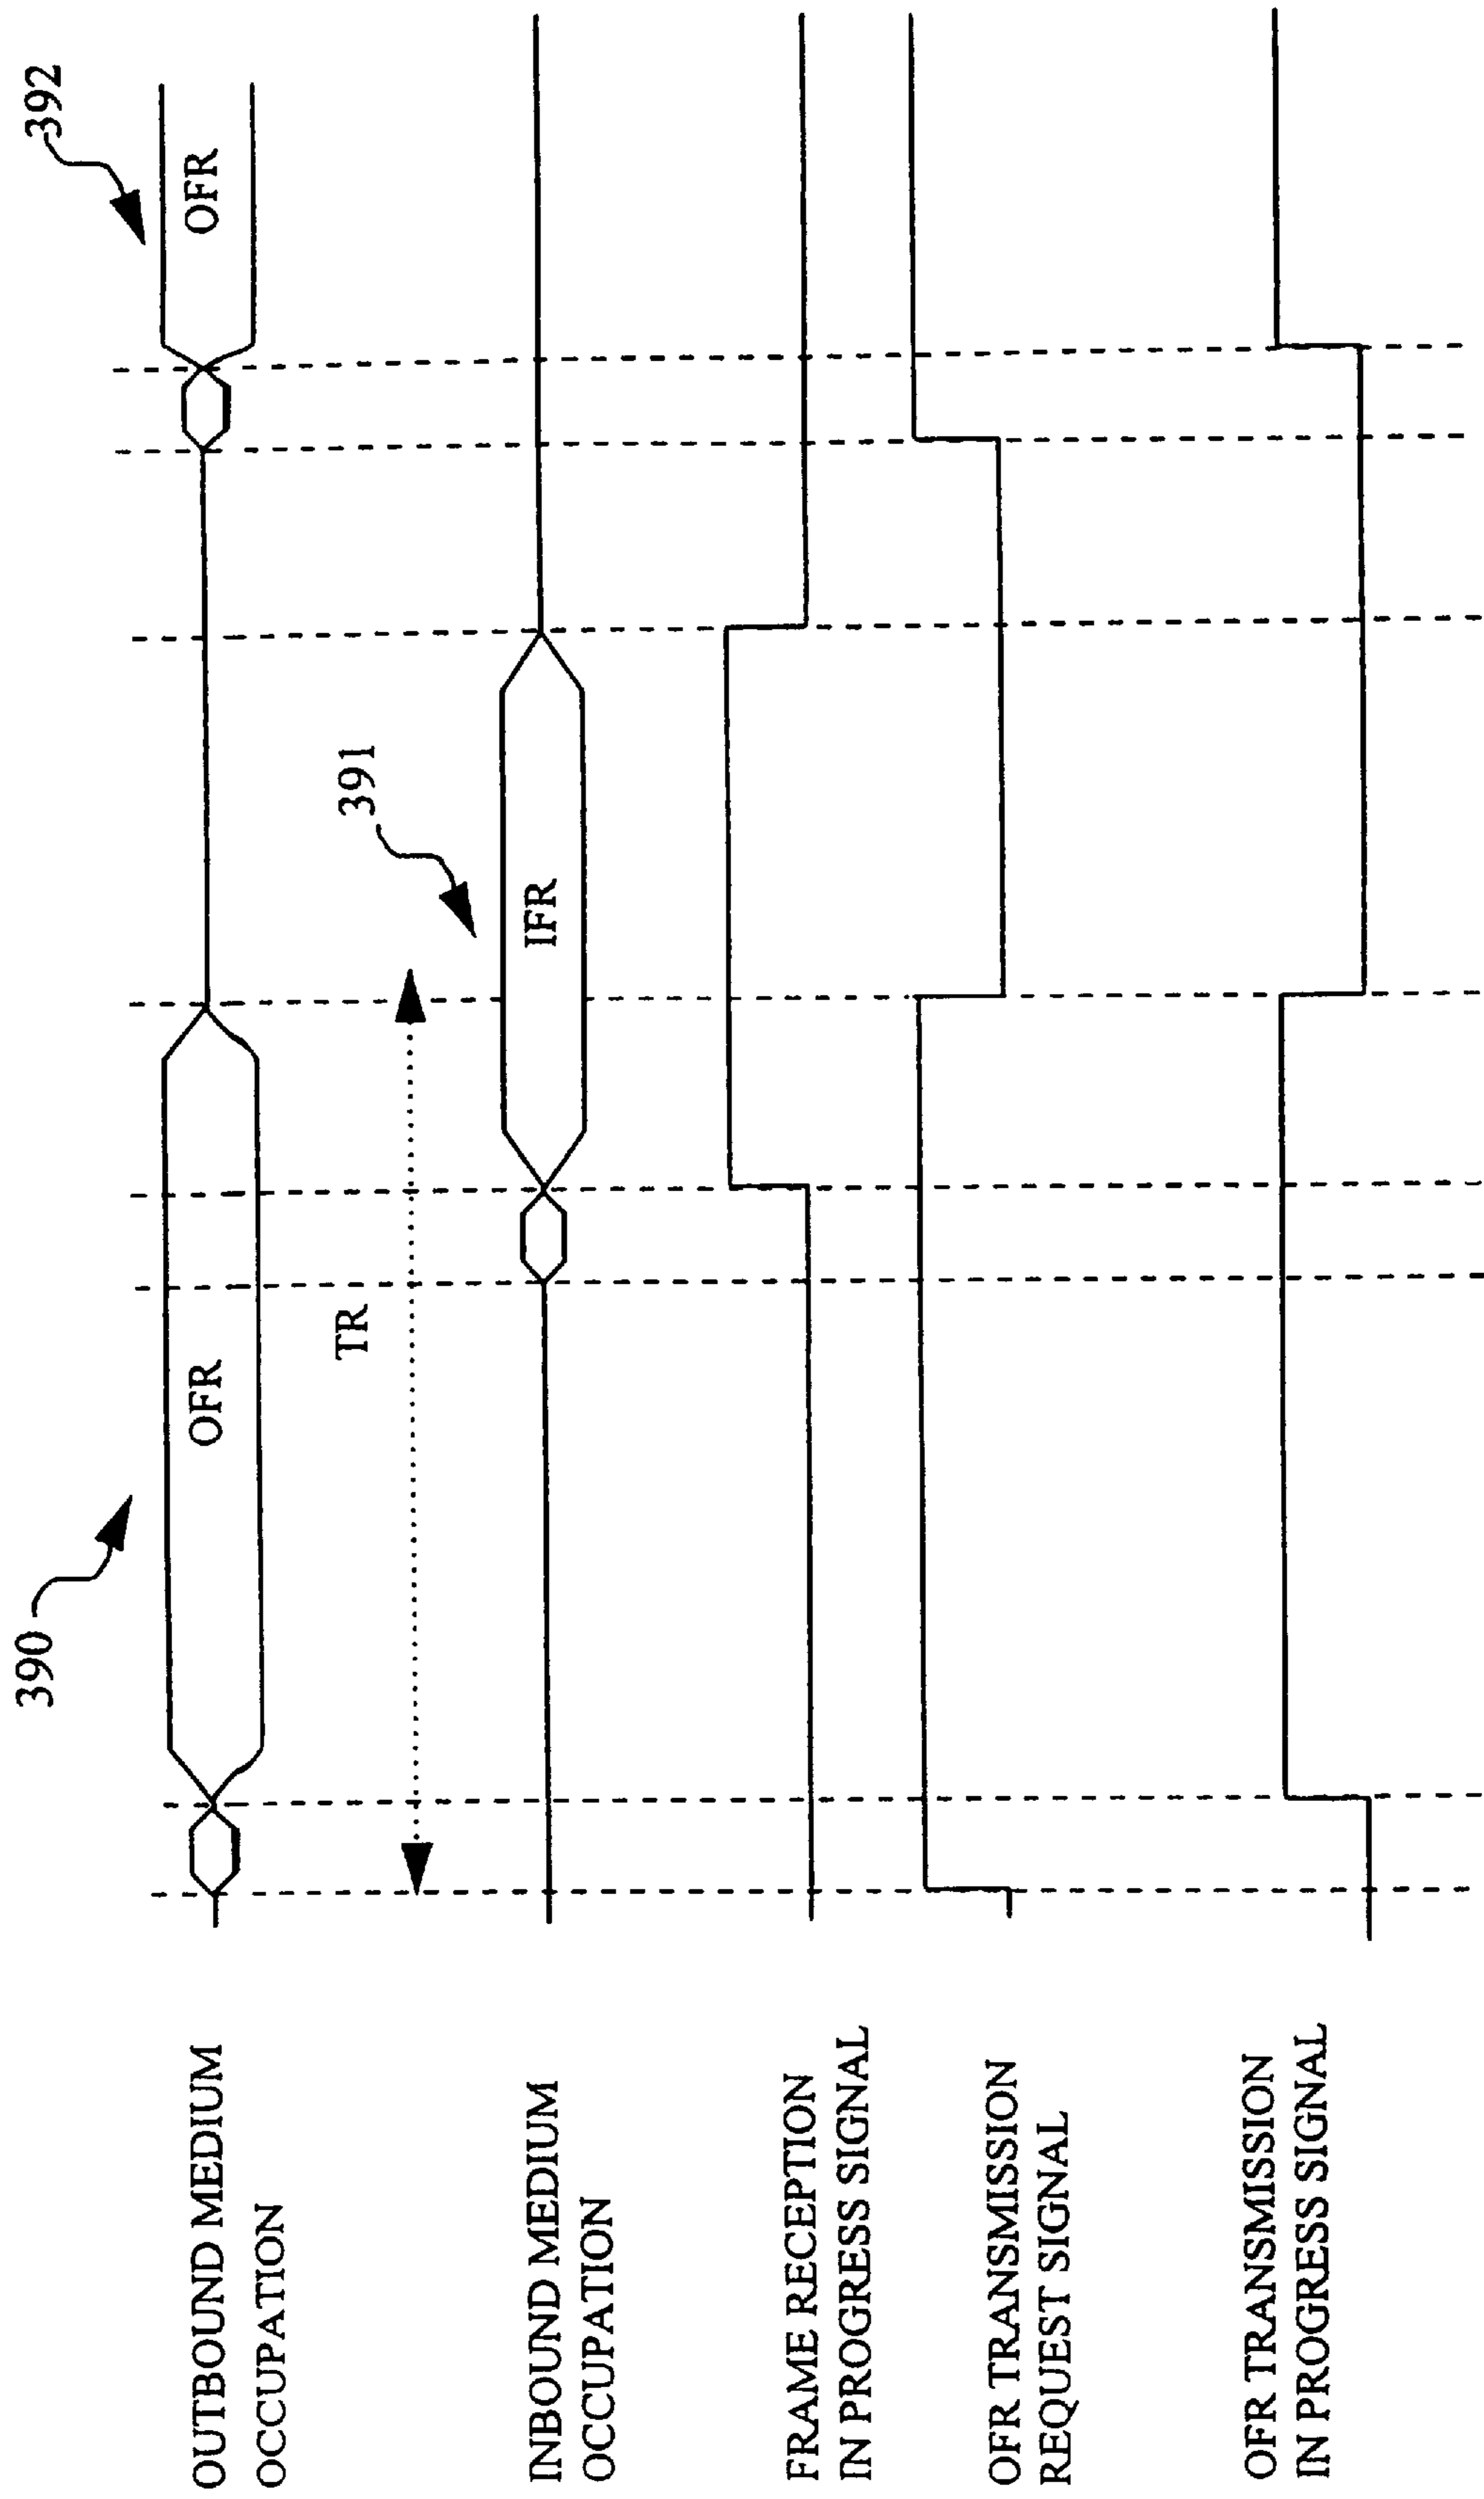 390
392
OUTBOUND MEDIUM
OCCUPATION
OFR
OFR
TR
391
INBOUND MEDIUM
OCCUPATION
IFR
FRAME RECEPTION
IN PROGRESS SIGNAL
OFR TRANSMISSION
REQUEST SIGNAL
OFR TRANSMISSION
IN PROGRESS SIGNAL